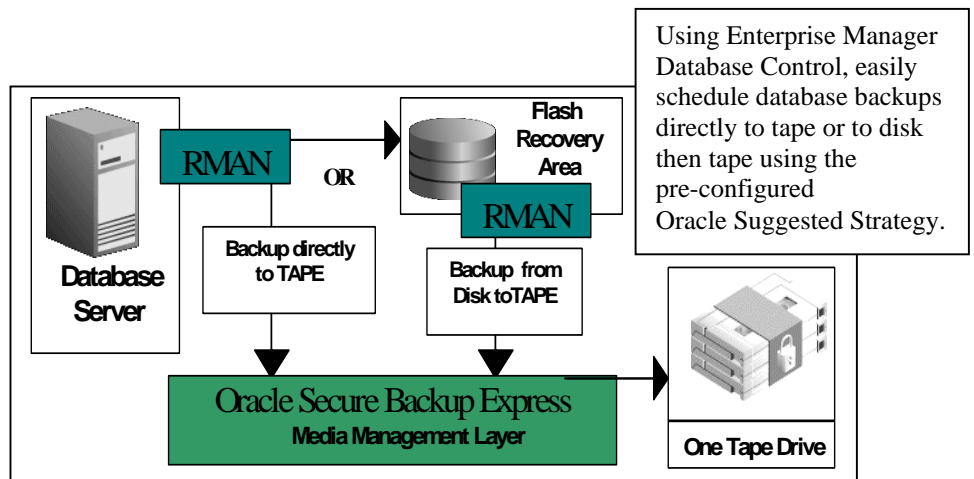 Using Enterprise Manager
Database Control, easily
schedule database backups
directly to tape or to disk
then tape using the
pre-configured
Oracle Suggested Strategy.
Flash
Recovery
Area
RMAN
OR
RMAN
Database
Server
Backup directly
to TAPE
Backup from
Disk toTAPE
Oracle Secure Backup Express
Media Management Layer
One Tape Drive